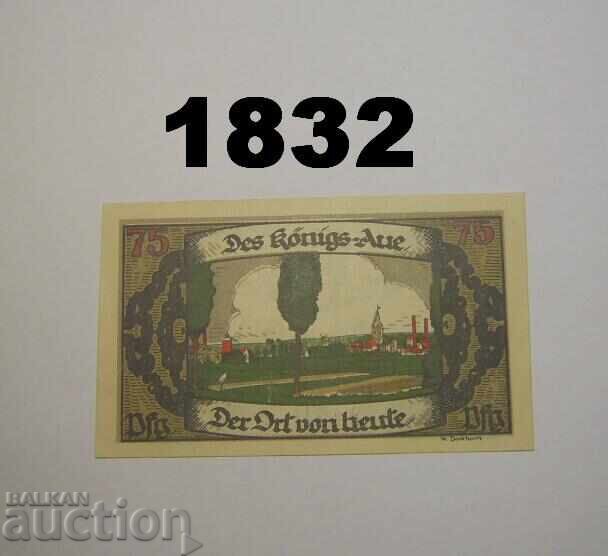 1832
75 Des Königs-Aue 75
Pfg Der Ort von heute Pfg
BALKAN
auction